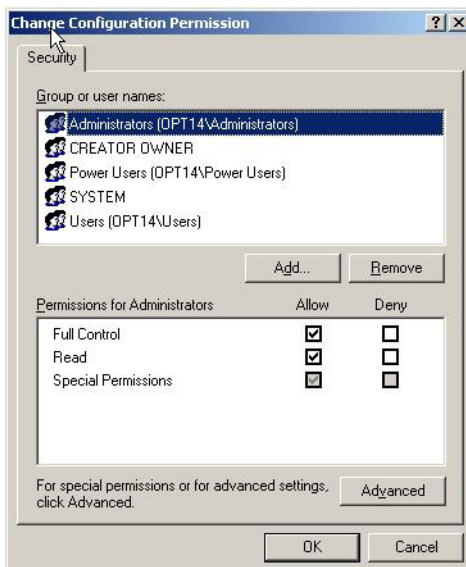 Change Configuration Permission
Security
Group or user names:
Administrators (OPT14\Administrators)
CREATOR OWNER
Power Users (OPT14\Power Users)
SYSTEM
Users (OPT14\Users)
Add...
Remove
Permissions for Administrators
Allow
Deny
Full Control
Read
Special Permissions
For special permissions or for advanced settings,
click Advanced.
Advanced
OK
Cancel